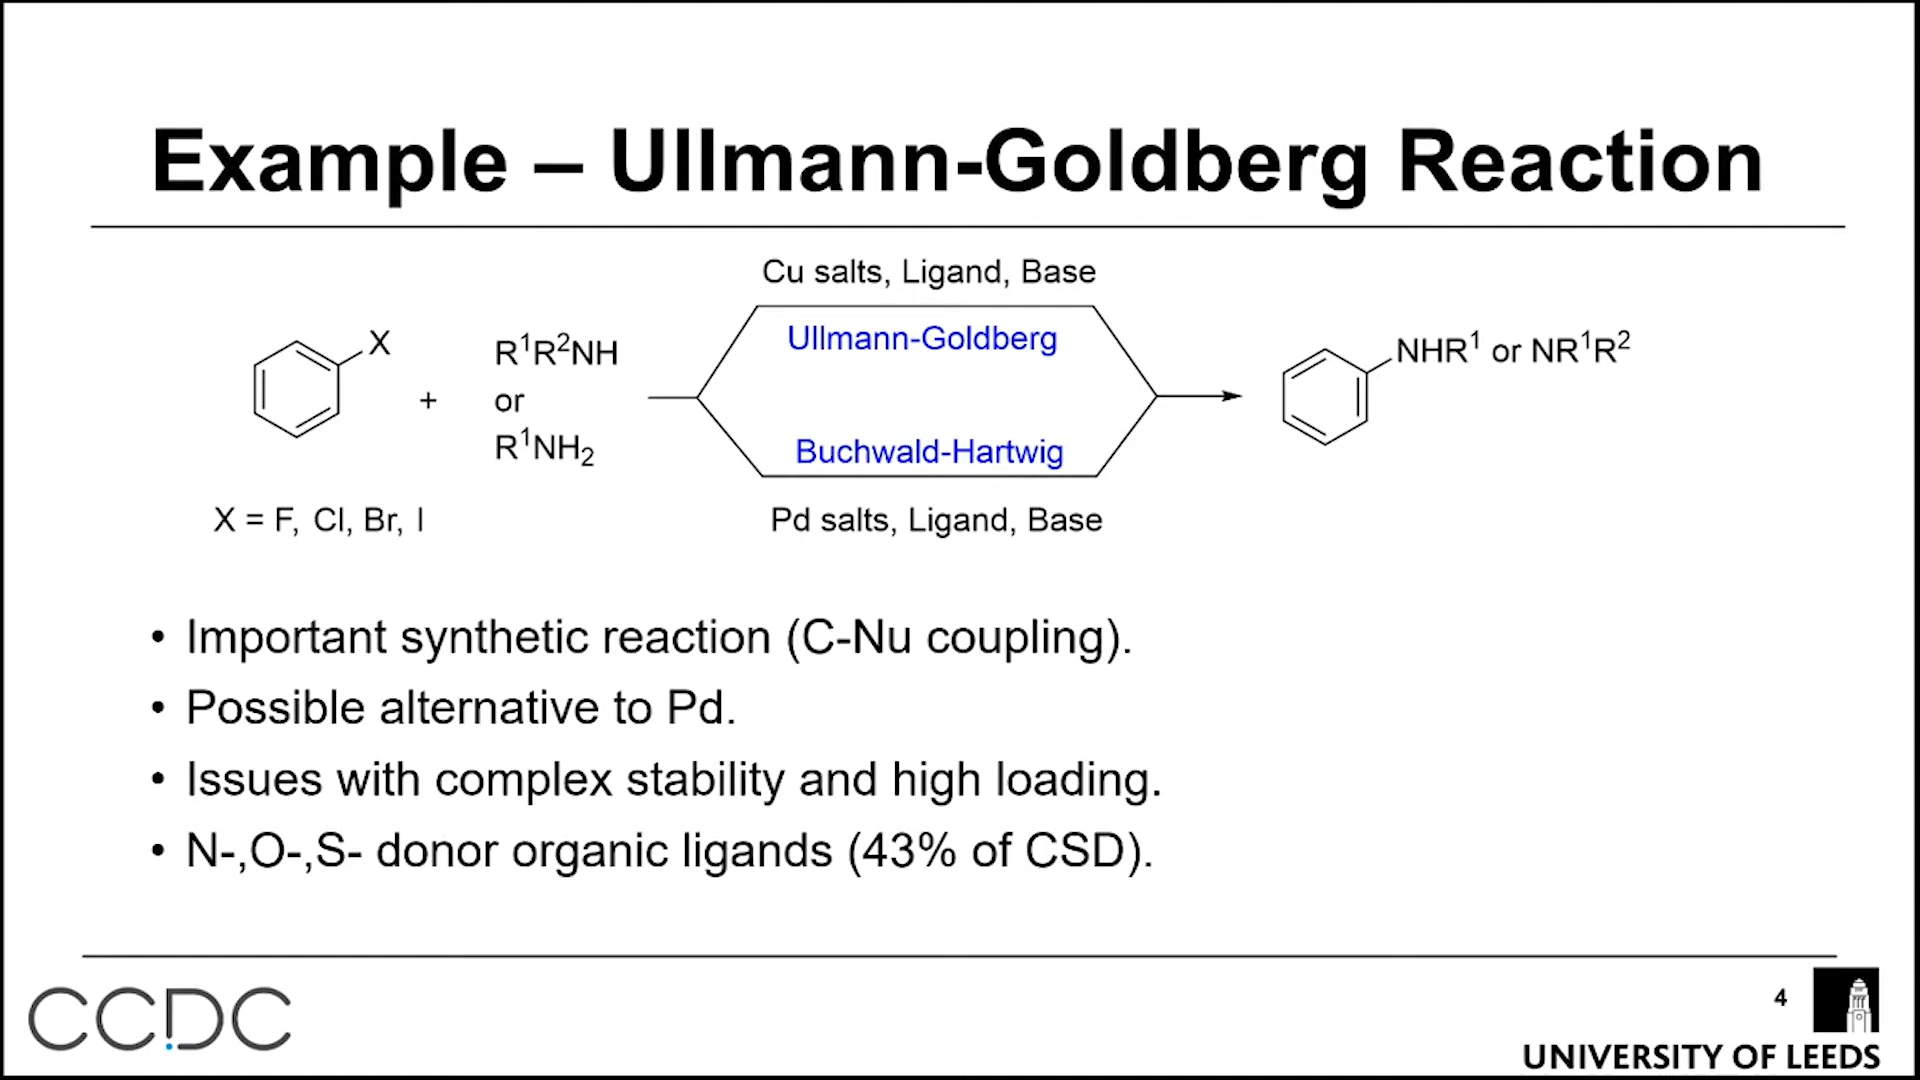 Example – Ullmann-Goldberg Reaction
Cu salts, Ligand, Base
Ullmann-Goldberg
X
+
R¹R²NH
or
R¹NH₂
NHR¹ or NR¹R²
Buchwald-Hartwig
X = F, Cl, Br, I
Pd salts, Ligand, Base
• Important synthetic reaction (C-Nu coupling).
• Possible alternative to Pd.
• Issues with complex stability and high loading.
• N-,O-,S- donor organic ligands (43% of CSD).
CCDC
4
UNIVERSITY OF LEEDS